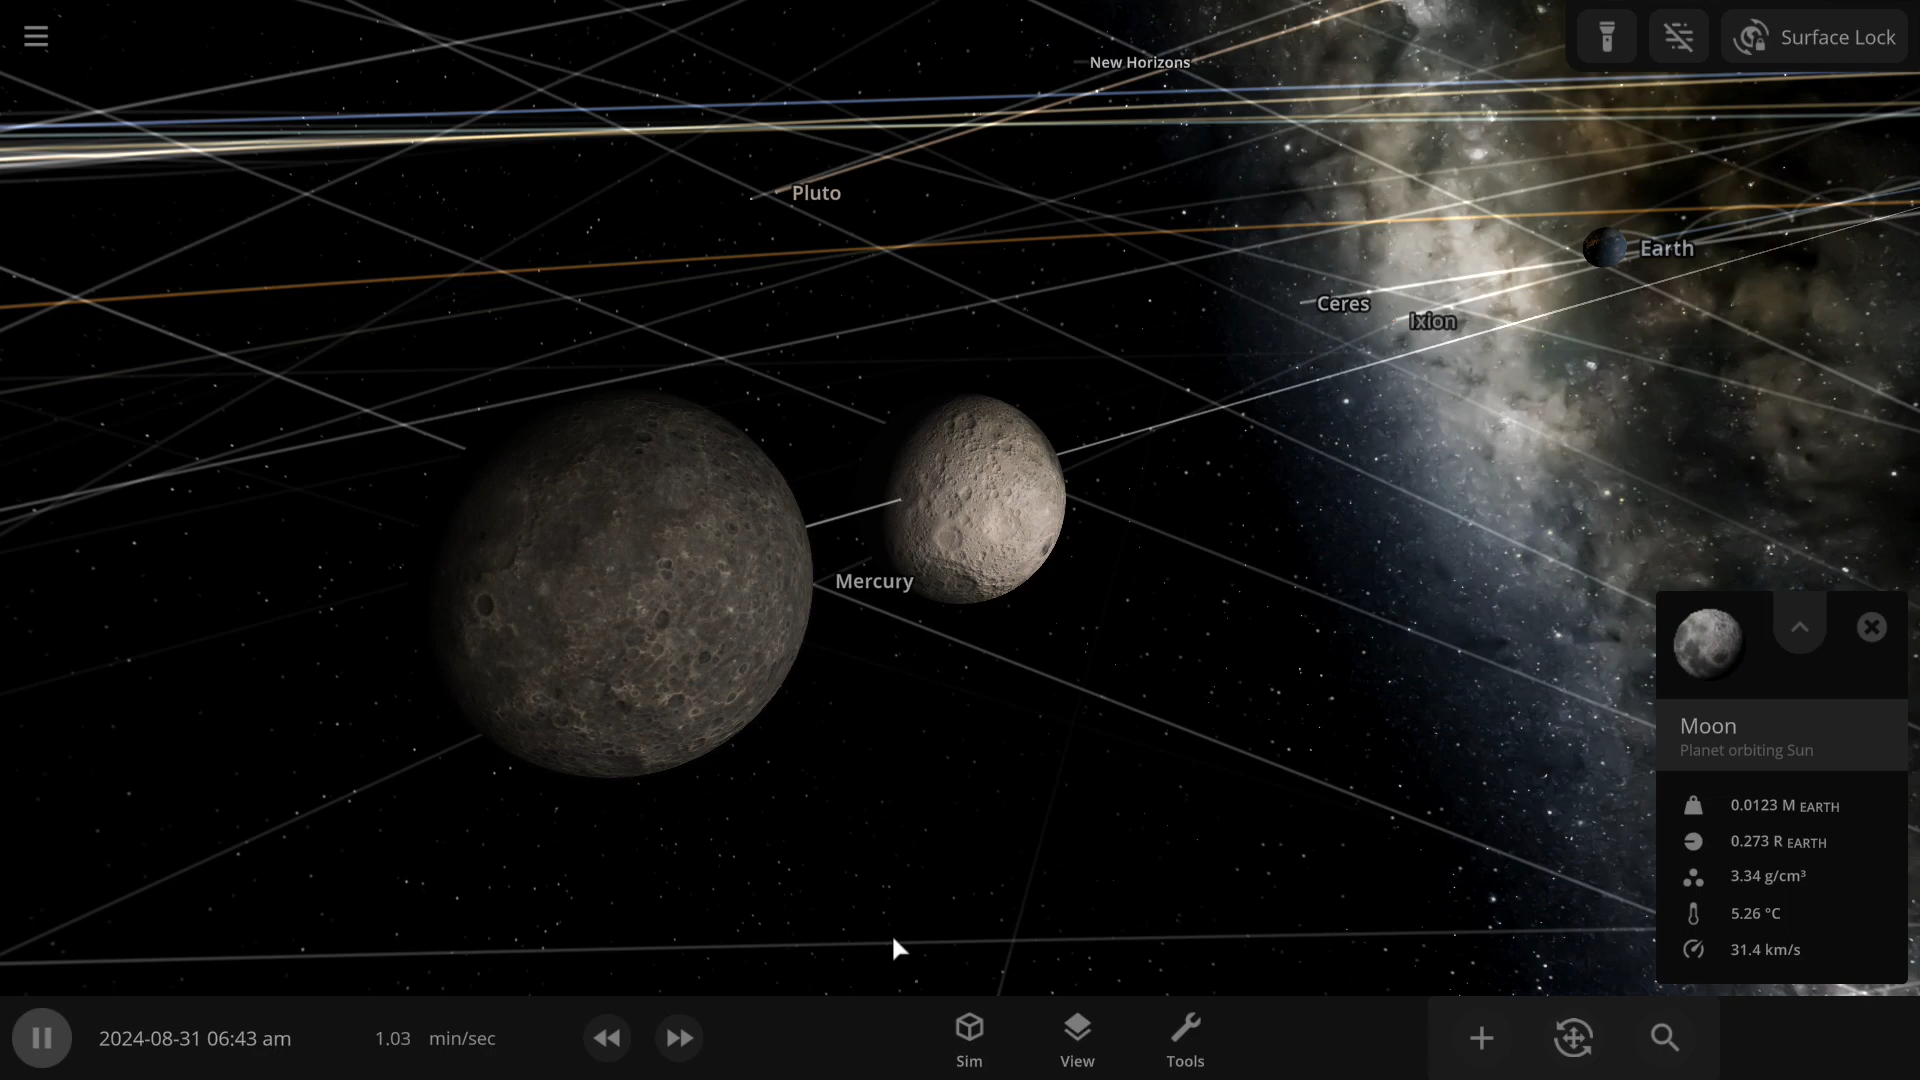 Surface Lock
New Horizons
Pluto
Earth
Ceres
Ixion
Mercury
Moon
Planet orbiting Sun
0.0123 M EARTH
0.273 R EARTH
3.34 g/cm³
5.26 °C
31.4 km/s
2024-08-31 06:43 am
1.03 min/sec
Sim
View
Tools